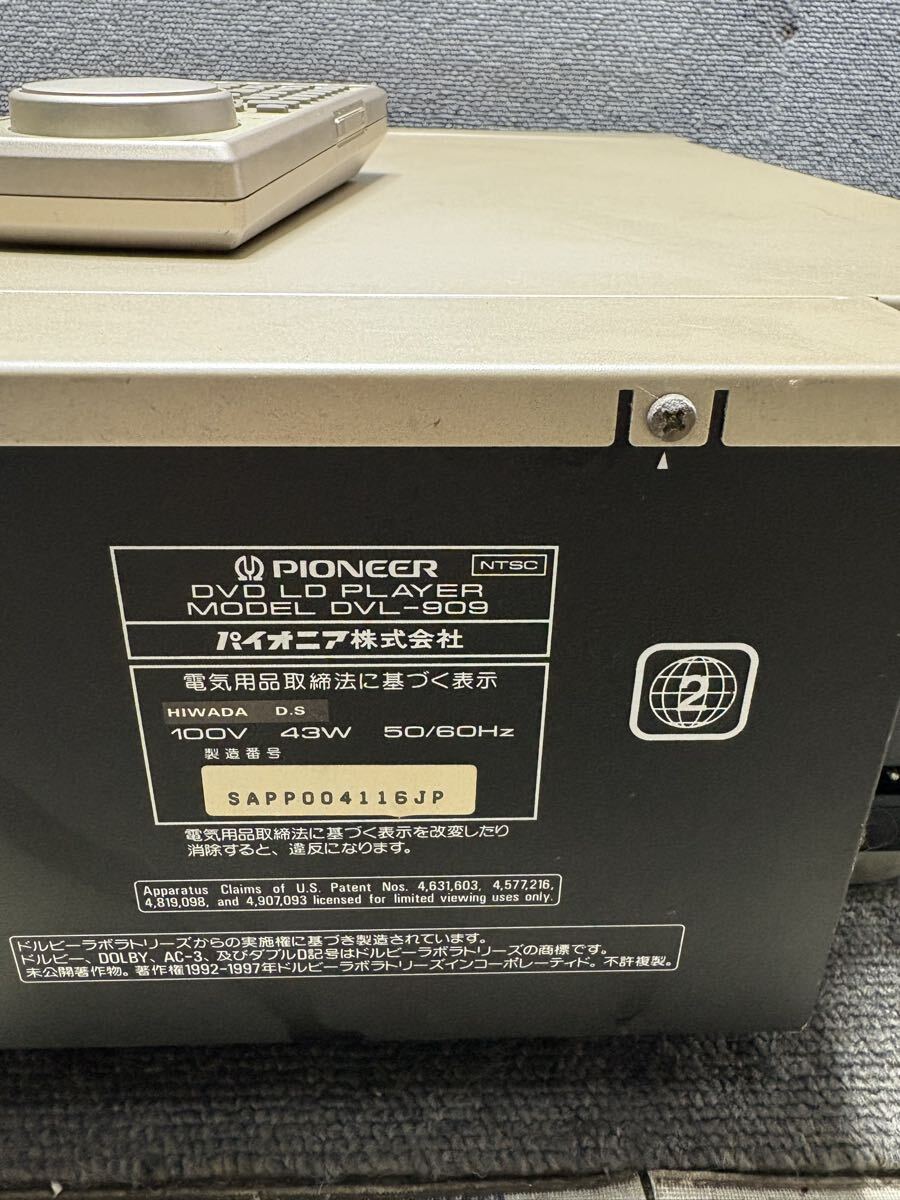 PIONEER NTSC
DVD LD PLAYER
MODEL DVL-909
パイオニア株式会社
電気用品取締法に基づく表示
HIWADA D.S
100V 43W 50/60Hz
製造番号
SAPP004116JP
電気用品取締法に基づく表示を改変したり
消除すると、違反になります。
2
Apparatus Claims of U.S. Patent Nos. 4,631,603, 4,577,216,
4,819,098, and 4,907,093 licensed for limited viewing uses only.
ドルビーラボラトリーズからの実施権に基づき製造されています。
ドルビー、DOLBY、AC-3、及びダブルD記号はドルビーラボラトリーズの商標です。
未公開著作物。著作権1992-1997年ドルビーラボラトリーズインコーポレーティド。不許複製。